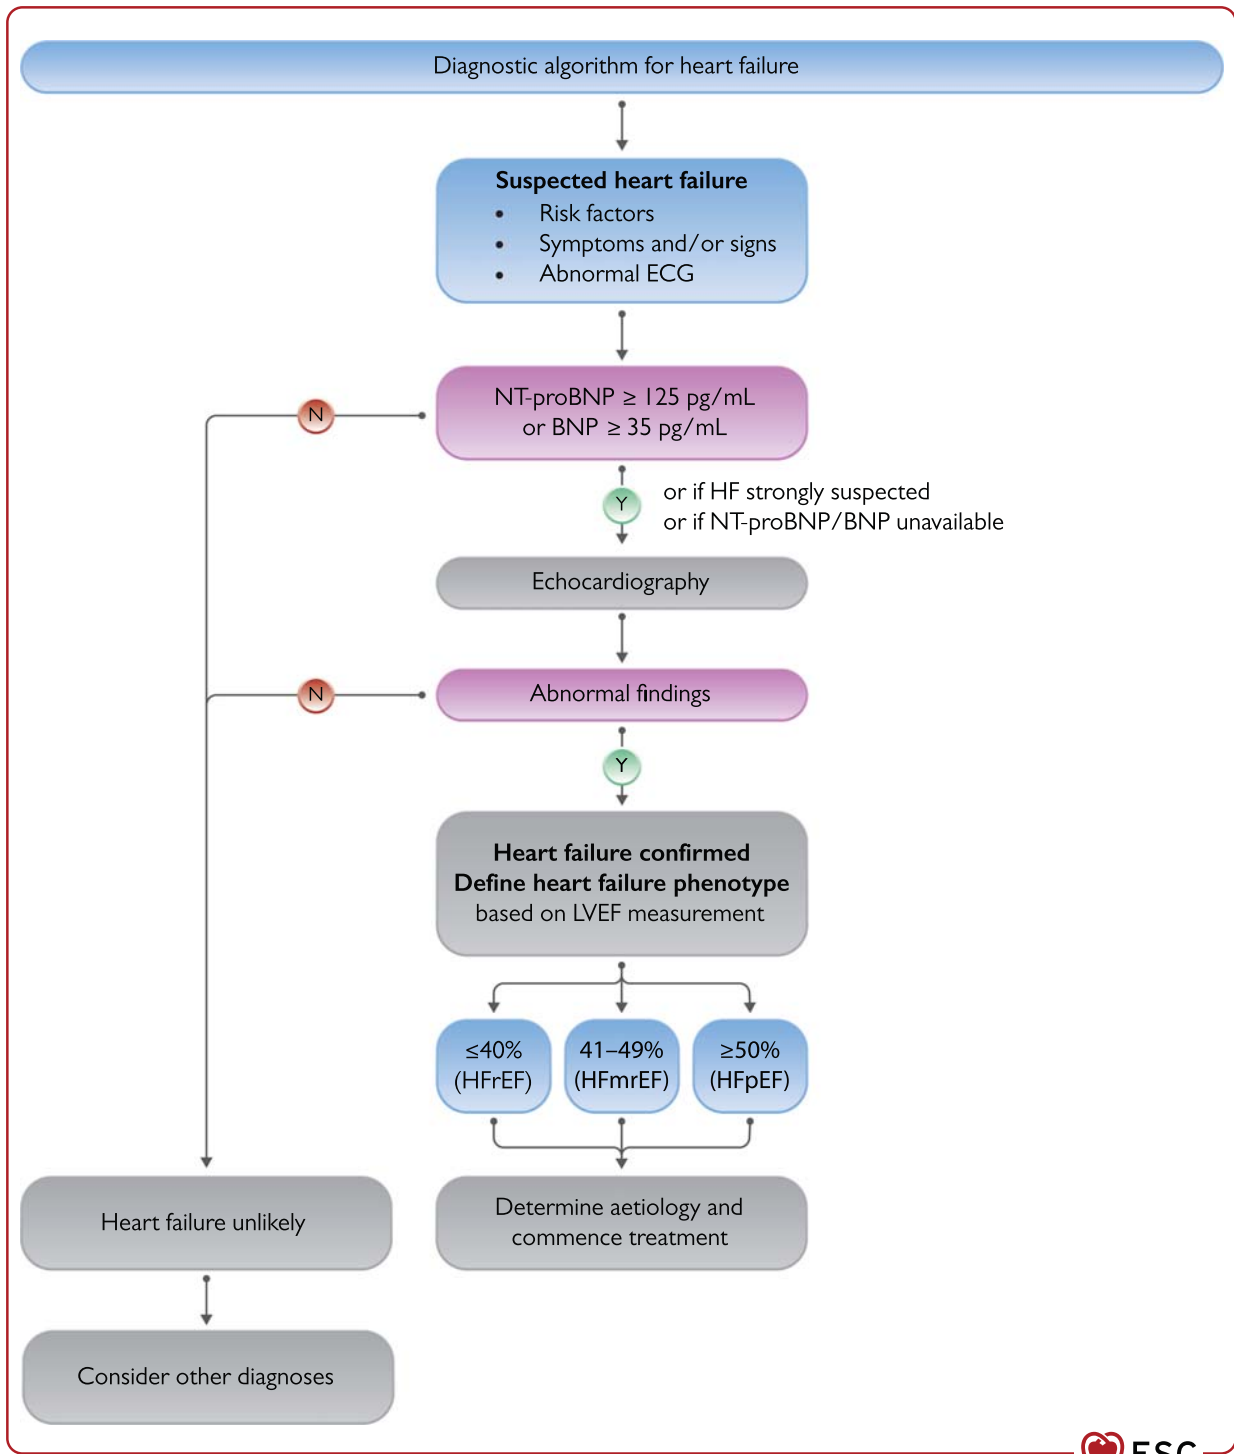 Diagnostic algorithm for heart failure
Suspected heart failure
• Risk factors
• Symptoms and/or signs
• Abnormal ECG
NT-proBNP ≥ 125 pg/mL
or BNP ≥ 35 pg/mL
N
Y
or if HF strongly suspected
or if NT-proBNP/BNP unavailable
Echocardiography
N
Abnormal findings
Y
Heart failure confirmed
Define heart failure phenotype
based on LVEF measurement
≤40%
(HFrEF)
41–49%
(HFmrEF)
≥50%
(HFpEF)
Heart failure unlikely
Determine aetiology and
commence treatment
Consider other diagnoses
ESC